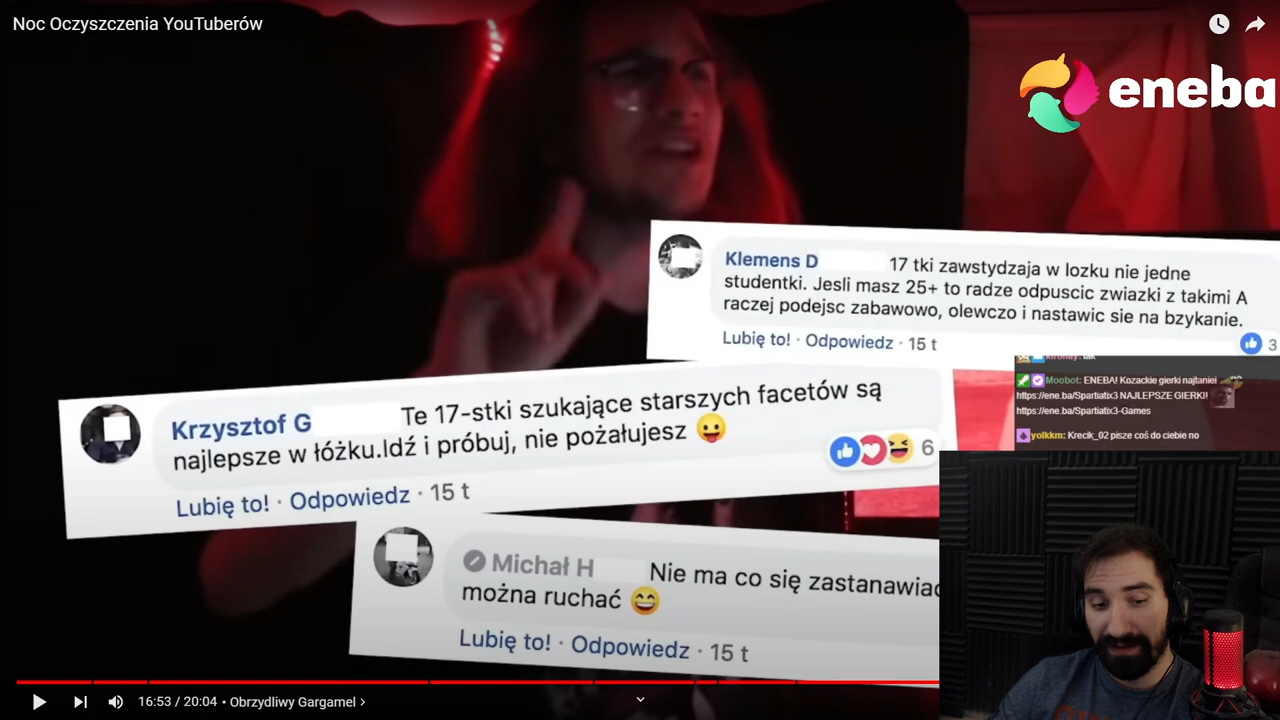 Noc Oczyszczenia YouTuberów
eneba
Klemens D 17 tki zawstydzaja w lozku nie jedne
studentki. Jesli masz 25+ to radze odpuscic zwiazki z takimi A
raczej podejsc zabawowo, olewczo i nastawic sie na bzykanie.
Lubię to! · Odpowiedz · 15 t
3
tak
Moobot: ENEBA! Kozackie gierki najtaniej
https://ene.ba/Spartiatix3 NAJLEPSZE GIERKI!
https://ene.ba/Spartiatix3-Games
yolkkm: Krecik_02 pisze coś do ciebie no
Krzysztof G Te 17-stki szukające starszych facetów są
najlepsze w łóżku.Idź i próbuj, nie pożałujesz 😛
6
Lubię to! · Odpowiedz · 15 t
Michał H Nie ma co się zastanawiać
można ruchać 😄
Lubię to! · Odpowiedz · 15 t
16:53 / 20:04 • Obrzydliwy Gargamel